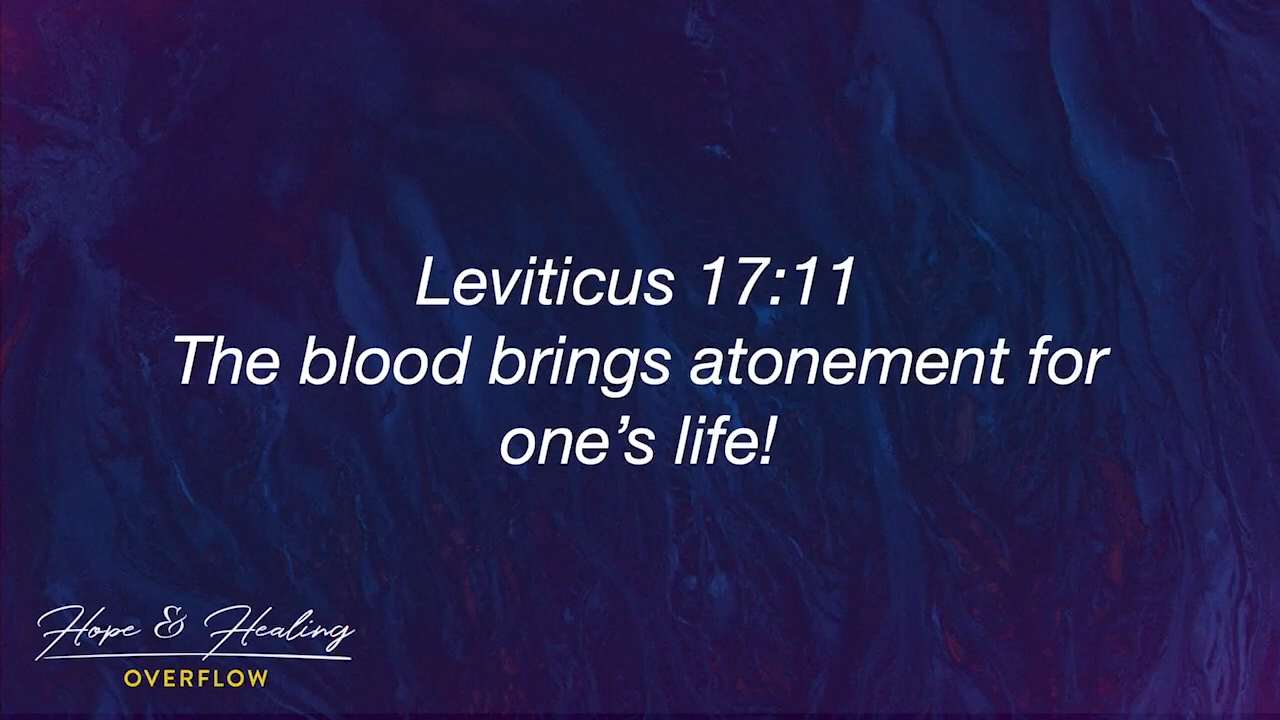 Leviticus 17:11
The blood brings atonement for
one’s life!
Hope & Healing
OVERFLOW